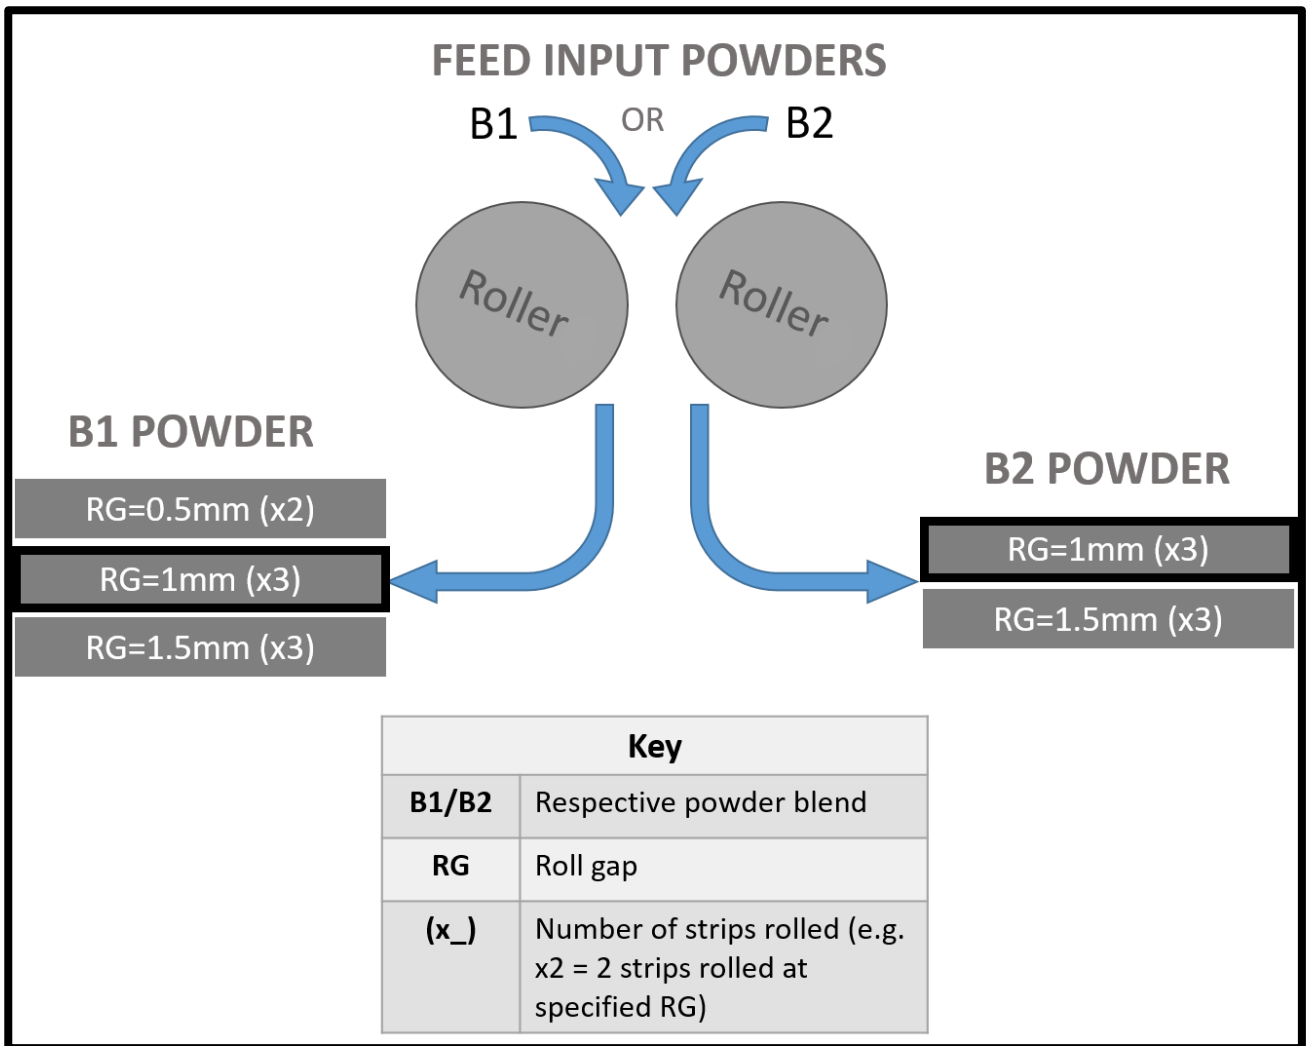 FEED INPUT POWDERS
B1 OR B2
Roller Roller
B1 POWDER
RG=0.5mm (x2)
RG=1mm (x3)
RG=1.5mm (x3)
B2 POWDER
RG=1mm (x3)
RG=1.5mm (x3)
Key
B1/B2 Respective powder blend
RG Roll gap
(x_) Number of strips rolled (e.g.
x2 = 2 strips rolled at
specified RG)